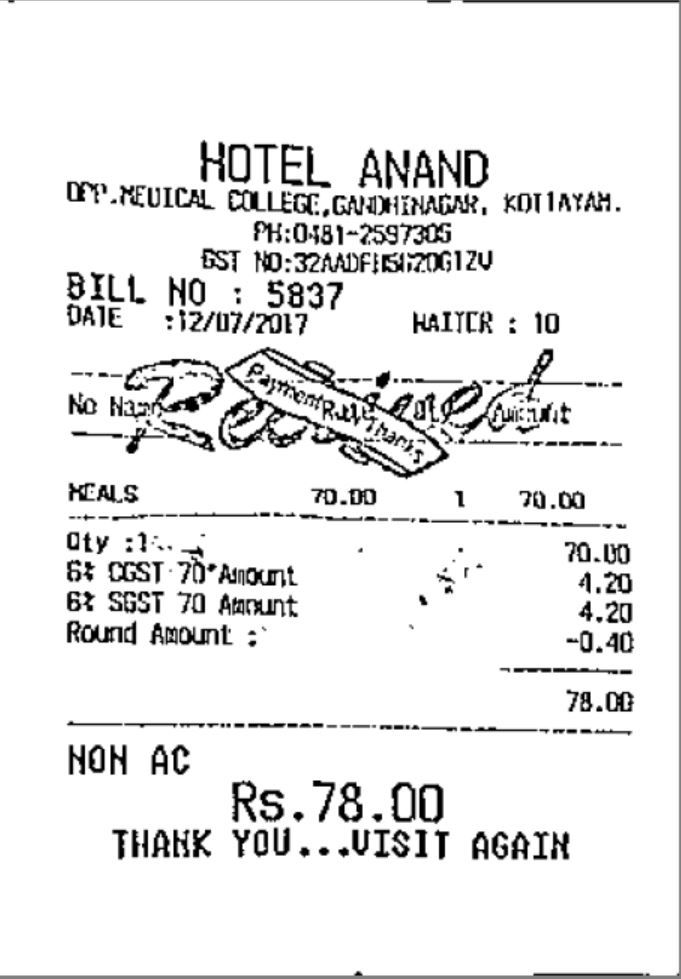 HOTEL ANAND
OPP.MEDICAL COLLEGE,GANDHINAGAR, KOTTAYAM.
PH:0481-2597305
GST NO:
BILL NO : 5837
DATE :12/07/2017 WAITER : 10
Payment Thanks
No Name Rate Amount
MEALS 70.00 1 70.00
Qty :1 70.00
6% CGST 70 Amount 4.20
6% SGST 70 Amount 4.20
Round Amount : -0.40
78.00
NON AC
Rs.78.00
THANK YOU...VISIT AGAIN